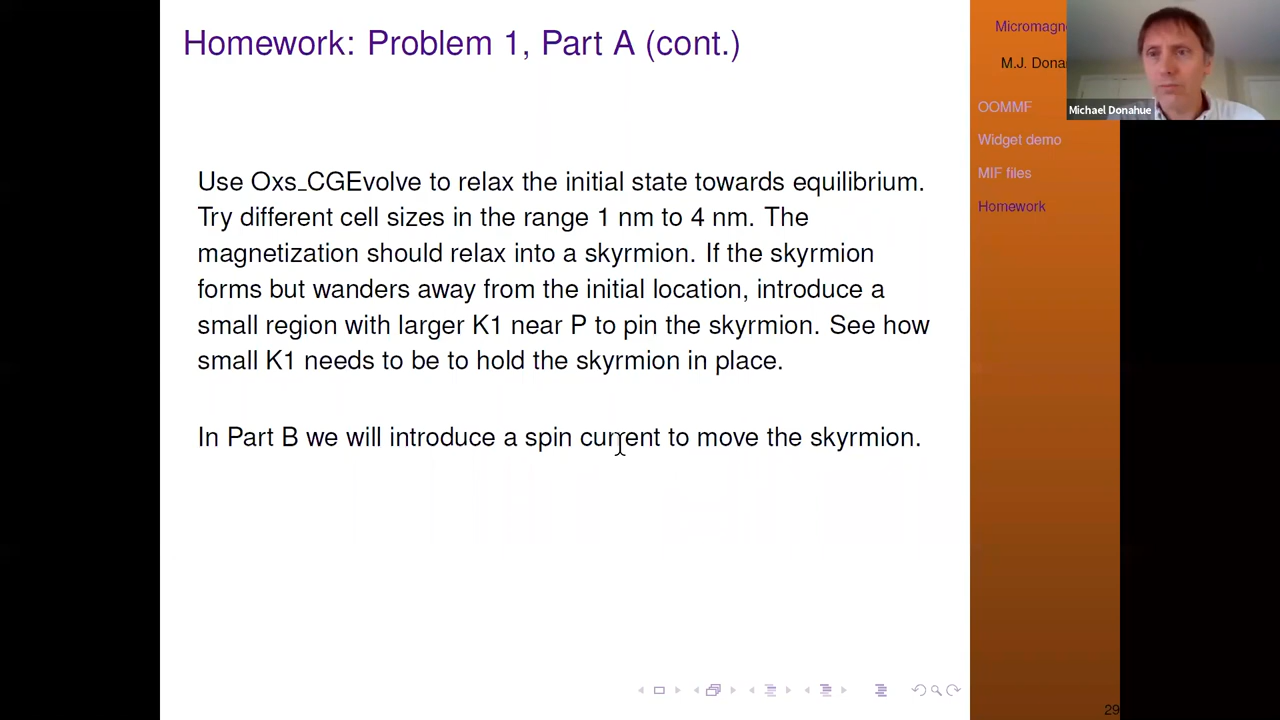 Homework: Problem 1, Part A (cont.)
Use Oxs_CGEvolve to relax the initial state towards equilibrium.
Try different cell sizes in the range 1 nm to 4 nm. The
magnetization should relax into a skyrmion. If the skyrmion
forms but wanders away from the initial location, introduce a
small region with larger K1 near P to pin the skyrmion. See how
small K1 needs to be to hold the skyrmion in place.
In Part B we will introduce a spin current to move the skyrmion.
Micromagn
M.J. Dona
Michael Donahue
OOMMF
Widget demo
MIF files
Homework
29